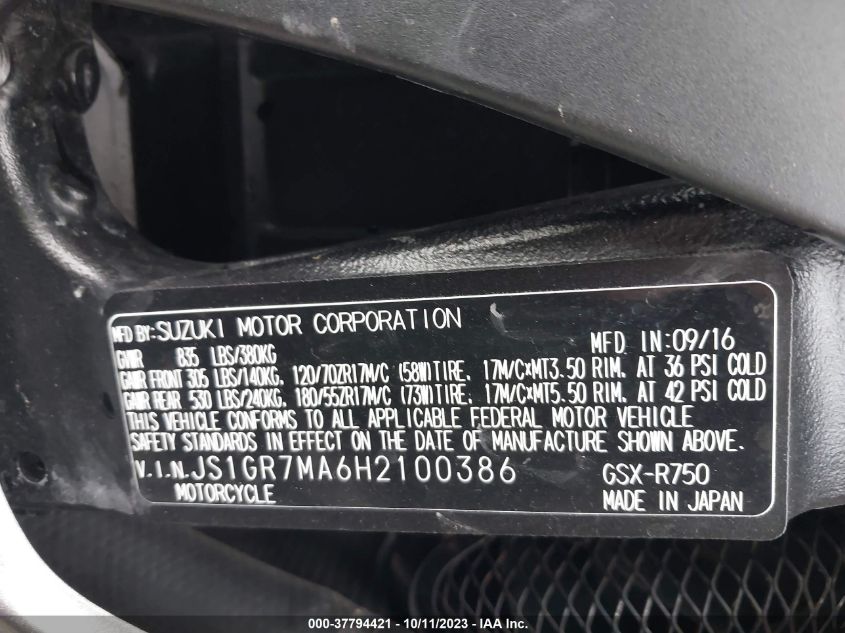 MFD BY: SUZUKI MOTOR CORPORATION MFD IN: 09/16
GVWR 835 LBS/380KG
GAWR FRONT 305 LBS/140KG, 120/70ZR17M/C (58W)TIRE, 17M/C×MT3.50 RIM, AT 36 PSI COLD
GAWR REAR 530 LBS/240KG, 180/55ZR17M/C (73W)TIRE, 17M/C×MT5.50 RIM, AT 42 PSI COLD
THIS VEHICLE CONFORMS TO ALL APPLICABLE FEDERAL MOTOR VEHICLE
SAFETY STANDARDS IN EFFECT ON THE DATE OF MANUFACTURE SHOWN ABOVE.
V.I.N.JS1GR7MA6H2100386 GSX-R750
MOTORCYCLE MADE IN JAPAN
000-37794421 - 10/11/2023 - IAA Inc.